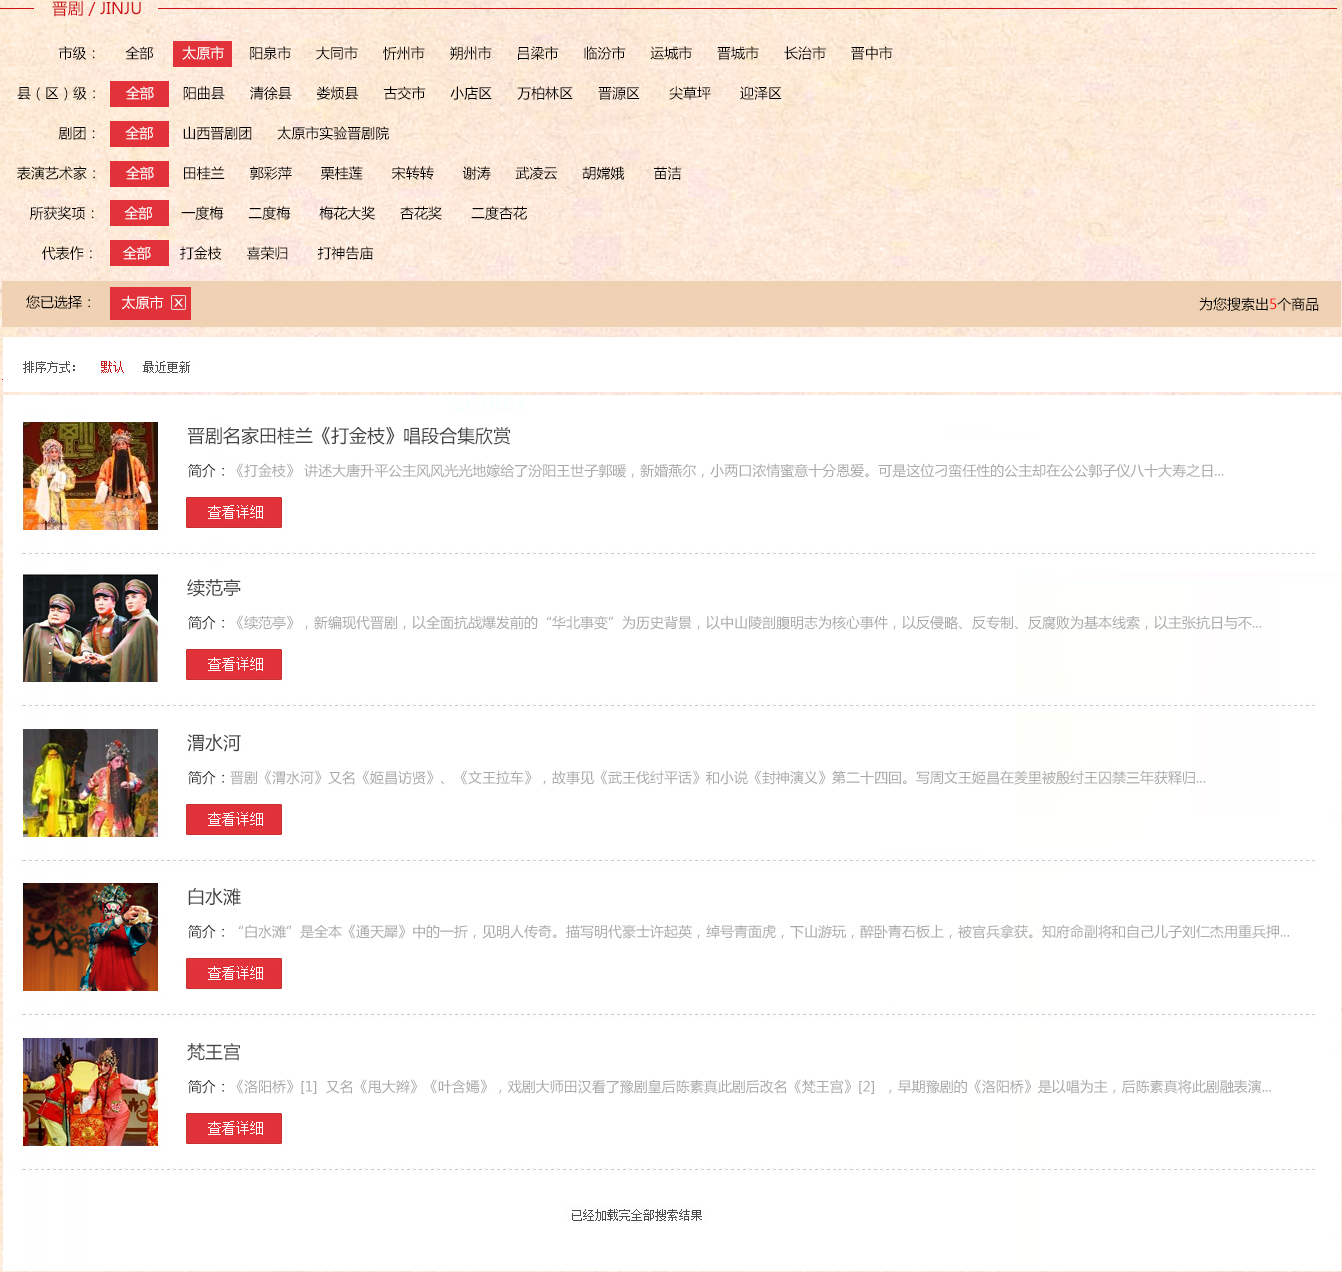 晋剧 / JINJU
市级： 全部 太原市 阳泉市 大同市 忻州市 朔州市 吕梁市 临汾市 运城市 晋城市 长治市 晋中市
县（区）级： 全部 阳曲县 清徐县 娄烦县 古交市 小店区 万柏林区 晋源区 尖草坪 迎泽区
剧团： 全部 山西晋剧团 太原市实验晋剧院
表演艺术家： 全部 田桂兰 郭彩萍 栗桂莲 宋转转 谢涛 武凌云 胡嫦娥 苗洁
所获奖项： 全部 一度梅 二度梅 梅花大奖 杏花奖 二度杏花
代表作： 全部 打金枝 喜荣归 打神告庙
您已选择： 太原市 为您搜索出5个商品
排序方式： 默认 最近更新
晋剧名家田桂兰《打金枝》唱段合集欣赏
简介：《打金枝》 讲述大唐升平公主风风光光地嫁给了汾阳王世子郭暖，新婚燕尔，小两口浓情蜜意十分恩爱。可是这位刁蛮任性的公主却在公公郭子仪八十大寿之日...
查看详细
续范亭
简介：《续范亭》，新编现代晋剧，以全面抗战爆发前的“华北事变”为历史背景，以中山陵剖腹明志为核心事件，以反侵略、反专制、反腐败为基本线索，以主张抗日与不...
查看详细
渭水河
简介：晋剧《渭水河》又名《姬昌访贤》、《文王拉车》，故事见《武王伐纣平话》和小说《封神演义》第二十四回。写周文王姬昌在羑里被殷纣王囚禁三年获释归...
查看详细
白水滩
简介：“白水滩”是全本《通天犀》中的一折，见明人传奇。描写明代豪士许起英，绰号青面虎，下山游玩，醉卧青石板上，被官兵拿获。知府命副将和自己儿子刘仁杰用重兵押...
查看详细
梵王宫
简介：《洛阳桥》[1] 又名《甩大辫》《叶含嫣》，戏剧大师田汉看了豫剧皇后陈素真此剧后改名《梵王宫》[2] ，早期豫剧的《洛阳桥》是以唱为主，后陈素真将此剧融表演...
查看详细
已经加载完全部搜索结果